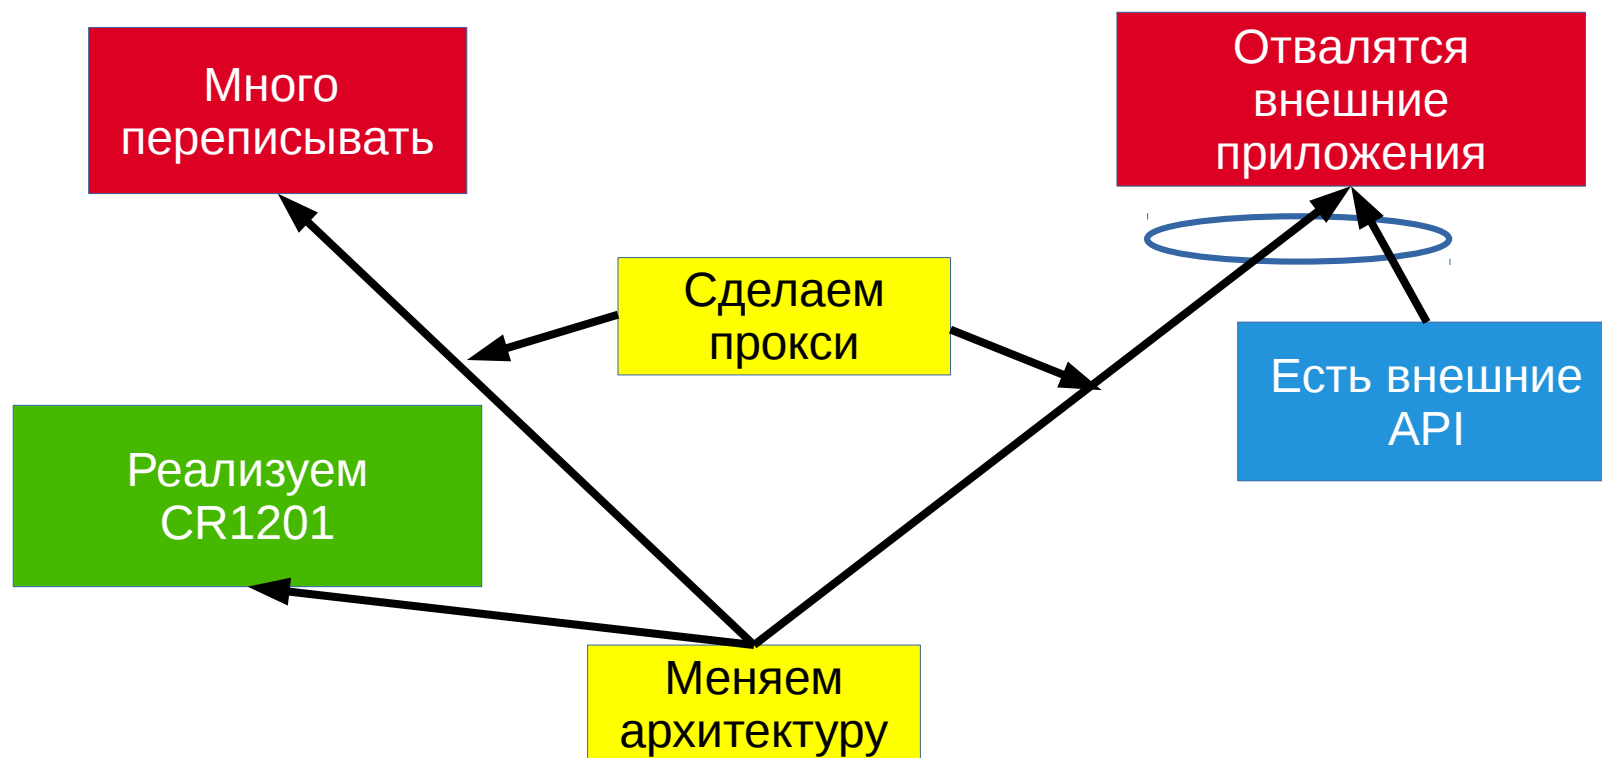 Много
переписывать
Отвалятся
внешние
приложения
Сделаем
прокси
Есть внешние
API
Реализуем
CR1201
Меняем
архитектуру